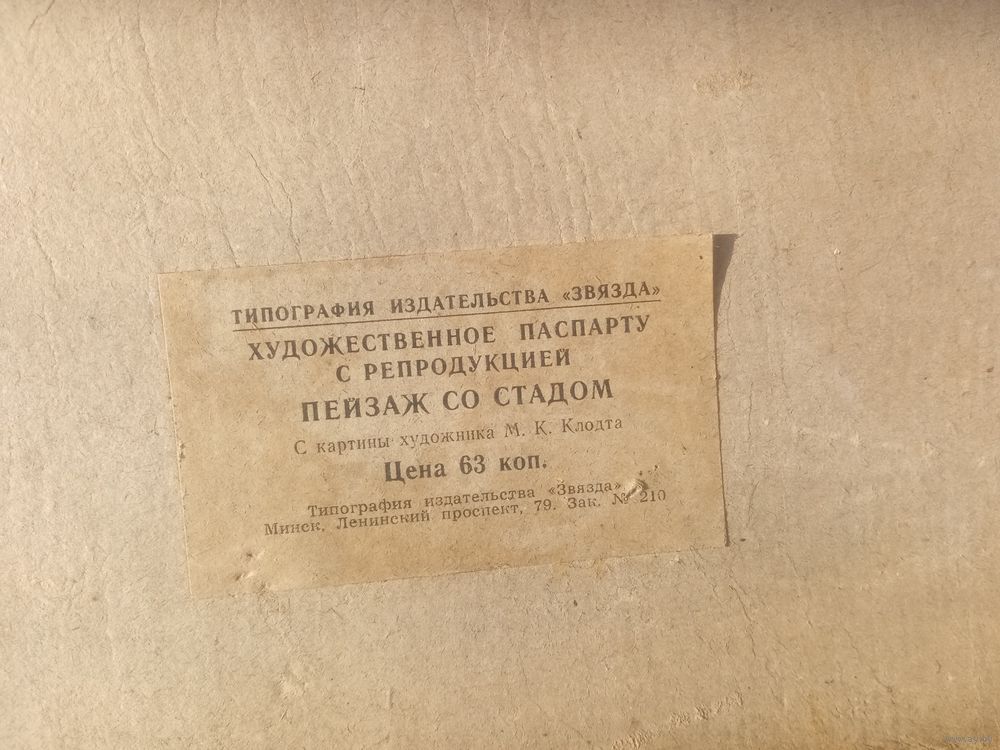 ТИПОГРАФИЯ ИЗДАТЕЛЬСТВА «ЗВЯЗДА»
ХУДОЖЕСТВЕННОЕ ПАСПАРТУ
С РЕПРОДУКЦИЕЙ
ПЕЙЗАЖ СО СТАДОМ
С картины художника М. К. Клодта
Цена 63 коп.
Типография издательства «Звязда»
Минск, Ленинский проспект, 79. Зак. № 210